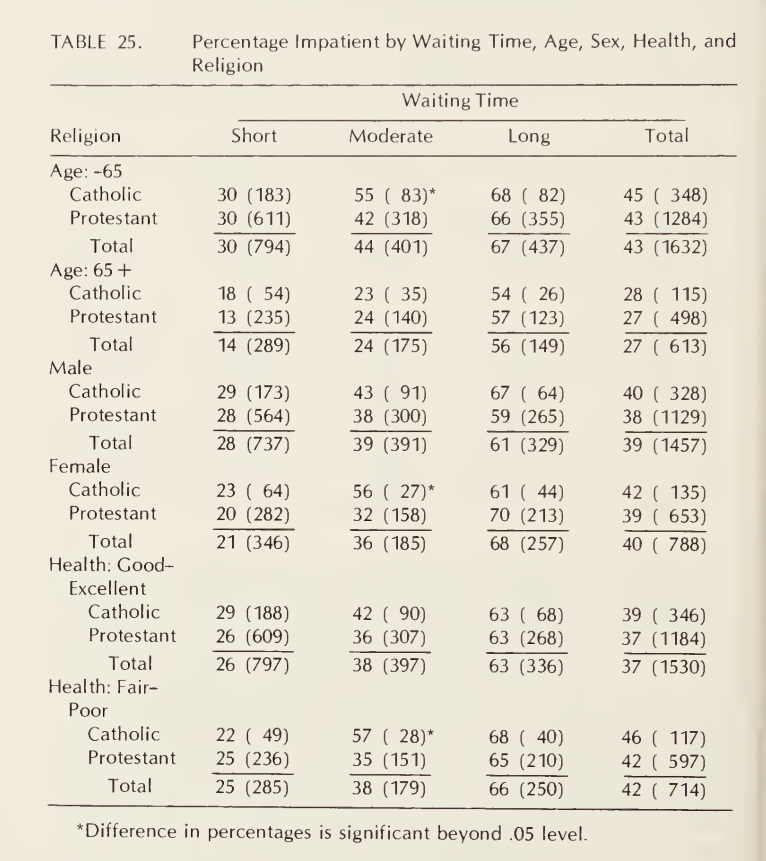 TABLE 25. Percentage Impatient by Waiting Time, Age, Sex, Health, and
Religion
Waiting Time
Religion Short Moderate Long Total
Age: -65
Catholic 30 (183) 55 ( 83)* 68 ( 82) 45 ( 348)
Protestant 30 (611) 42 (318) 66 (355) 43 (1284)
Total 30 (794) 44 (401) 67 (437) 43 (1632)
Age: 65 +
Catholic 18 ( 54) 23 ( 35) 54 ( 26) 28 ( 115)
Protestant 13 (235) 24 (140) 57 (123) 27 ( 498)
Total 14 (289) 24 (175) 56 (149) 27 ( 613)
Male
Catholic 29 (173) 43 ( 91) 67 ( 64) 40 ( 328)
Protestant 28 (564) 38 (300) 59 (265) 38 (1129)
Total 28 (737) 39 (391) 61 (329) 39 (1457)
Female
Catholic 23 ( 64) 56 ( 27)* 61 ( 44) 42 ( 135)
Protestant 20 (282) 32 (158) 70 (213) 39 ( 653)
Total 21 (346) 36 (185) 68 (257) 40 ( 788)
Health: Good–
Excellent
Catholic 29 (188) 42 ( 90) 63 ( 68) 39 ( 346)
Protestant 26 (609) 36 (307) 63 (268) 37 (1184)
Total 26 (797) 38 (397) 63 (336) 37 (1530)
Health: Fair–
Poor
Catholic 22 ( 49) 57 ( 28)* 68 ( 40) 46 ( 117)
Protestant 25 (236) 35 (151) 65 (210) 42 ( 597)
Total 25 (285) 38 (179) 66 (250) 42 ( 714)
*Difference in percentages is significant beyond .05 level.